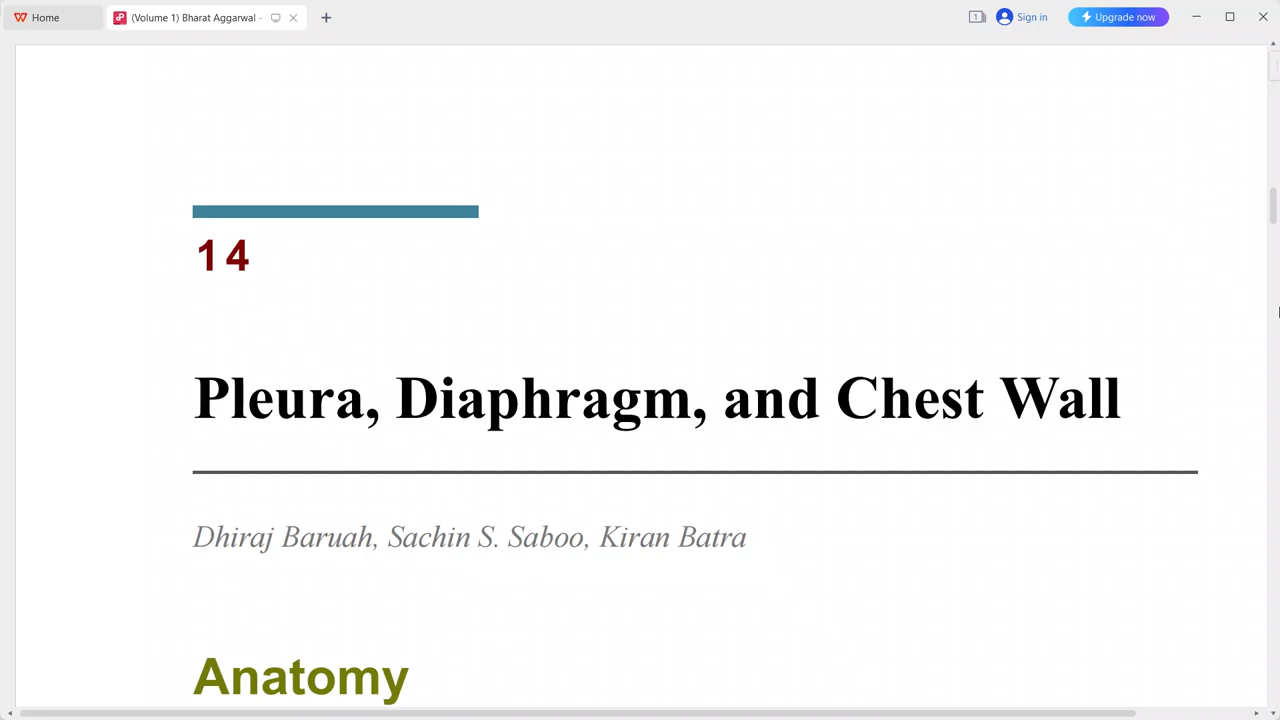 Home
(Volume 1) Bharat Aggarwal -
1
Sign in
Upgrade now
14
Pleura, Diaphragm, and Chest Wall
Dhiraj Baruah, Sachin S. Saboo, Kiran Batra
Anatomy